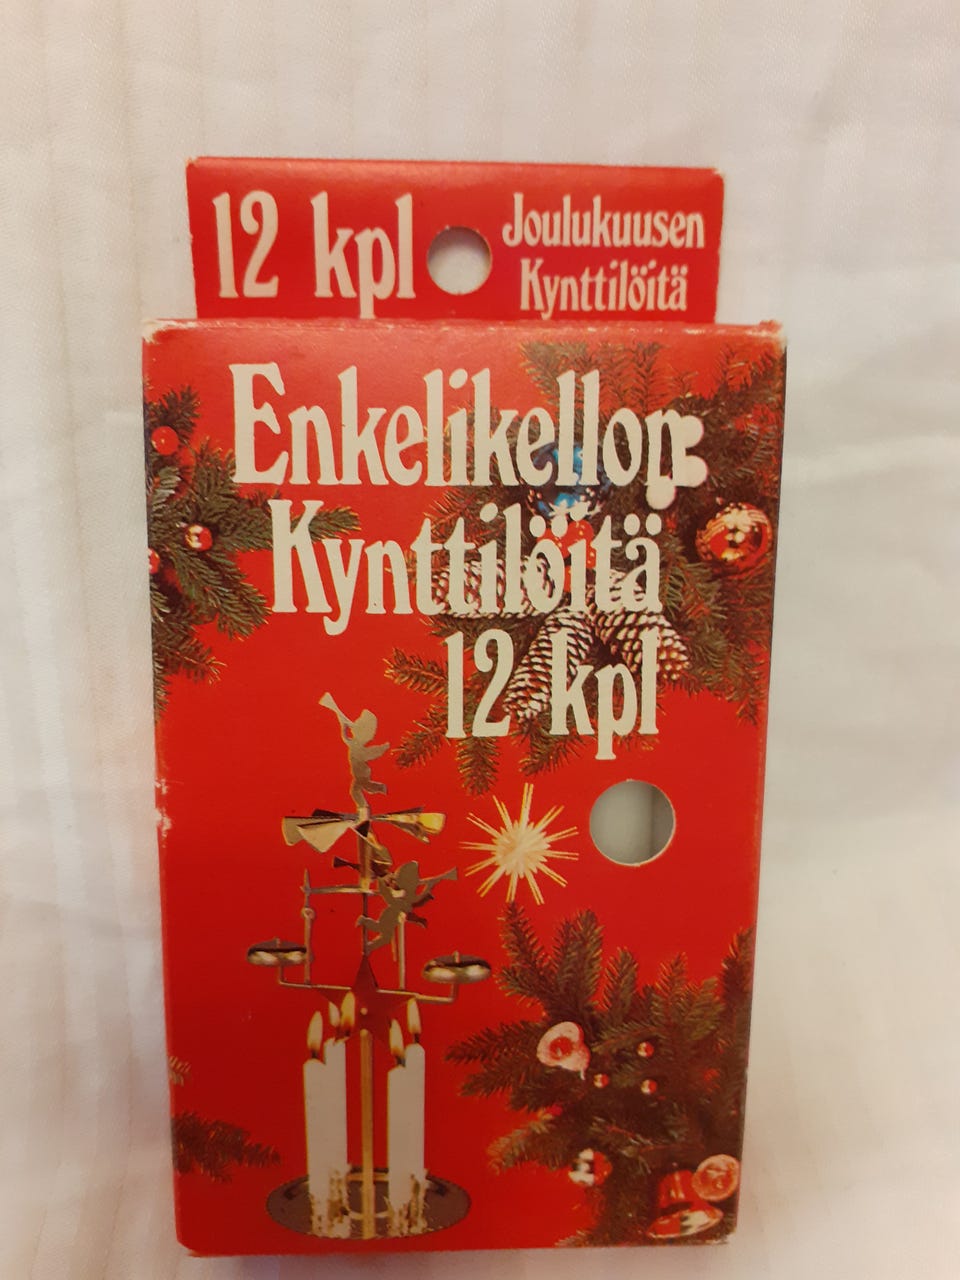 12 kpl
Joulukuusen
Kynttilöitä
Enkelikellon
Kynttilöitä
12 kpl